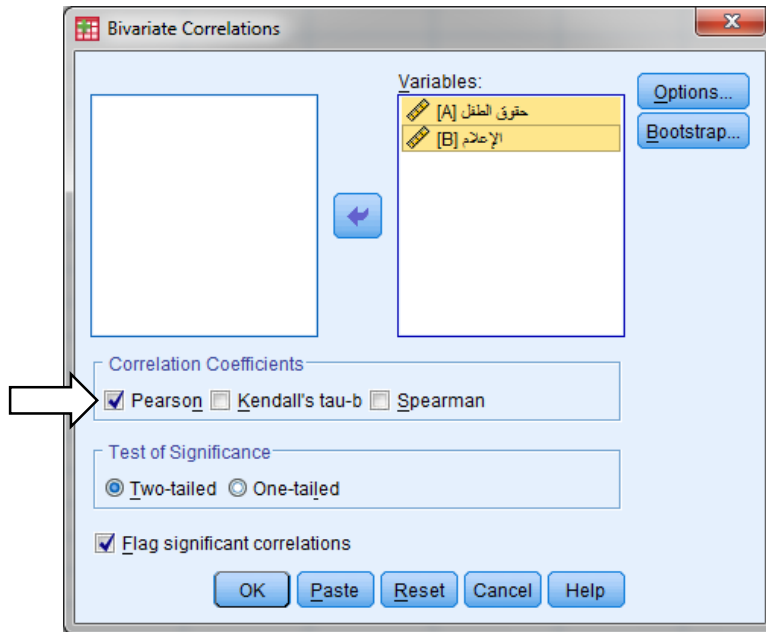 Bivariate Correlations
Variables:
حقوق الطفل [A]
الإعلام [B]
Options...
Bootstrap...
Correlation Coefficients
Pearson Kendall's tau-b Spearman
Test of Significance
Two-tailed One-tailed
Flag significant correlations
OK Paste Reset Cancel Help